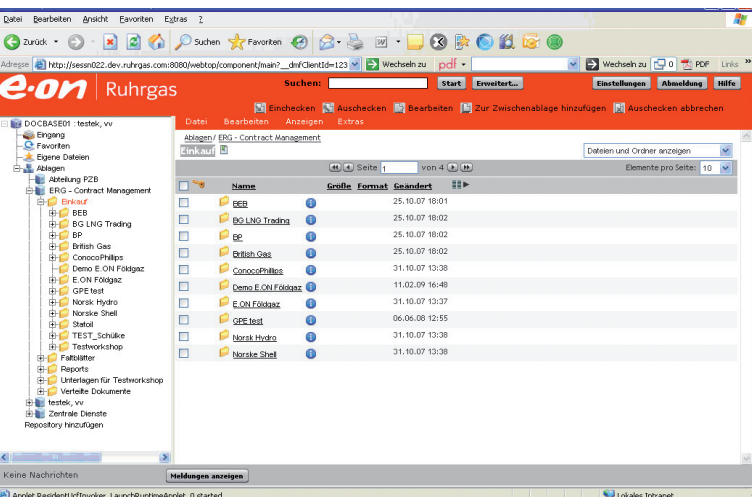 Datei Bearbeiten Ansicht Favoriten Extras ?
Zurück Suchen Favoriten
Adresse http://sessn022.dev.ruhrgas.com:8080/webtop/component/main?__dmfClientId=123 Wechseln zu pdf Wechseln zu 0 PDF Links »
e·on Ruhrgas
Suchen: Start Erweitert... Einstellungen Abmeldung Hilfe
Einchecken Auschecken Bearbeiten Zur Zwischenablage hinzufügen Auschecken abbrechen
Datei Bearbeiten Anzeigen Extras
DOCBASE01 : testek, vv
Eingang
Favoriten
Eigene Dateien
Ablagen
Abteilung PZB
ERG - Contract Management
Einkauf
BEB
BG LNG Trading
BP
British Gas
ConocoPhillips
Demo E.ON Földgaz
E.ON Földgaz
GPE test
Norsk Hydro
Norske Shell
Statoil
TEST_Schülke
Testworkshop
Faltblätter
Reports
Unterlagen für Testworkshop
Verteilte Dokumente
testek, vv
Zentrale Dienste
Repository hinzufügen
Ablagen / ERG - Contract Management
Einkauf
Dateien und Ordner anzeigen
Seite 1 von 4
Elemente pro Seite: 10
Name Größe Format Geändert
BEB 25.10.07 18:01
BG LNG Trading 25.10.07 18:02
BP 25.10.07 18:02
British Gas 25.10.07 18:02
ConocoPhillips 31.10.07 13:38
Demo E.ON Földgaz 11.02.09 16:48
E.ON Földgaz 31.10.07 13:37
GPE test 06.06.08 12:55
Norsk Hydro 31.10.07 13:38
Norske Shell 31.10.07 13:38
Keine Nachrichten
Meldungen anzeigen
Applet ResidentUcfInvoker_LaunchRuntimeApplet_0 started
Lokales Intranet